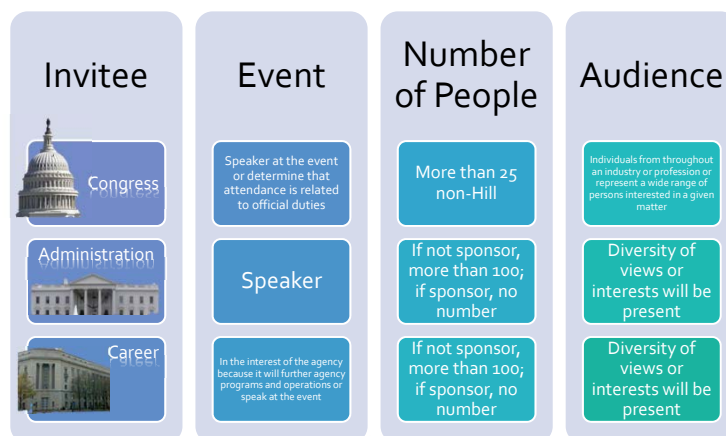 Invitee
Congress
Administration
Career
Event
Speaker at the event
or determine that
attendance is related
to official duties
Speaker
In the interest of the agency
because it will further agency
programs and operations or
speak at the event
Number
of People
More than 25
non-Hill
If not sponsor,
more than 100;
if sponsor, no
number
If not sponsor,
more than 100;
if sponsor, no
number
Audience
Individuals from throughout
an industry or profession or
represent a wide range of
persons interested in a given
matter
Diversity of
views or
interests will be
present
Diversity of
views or
interests will be
present